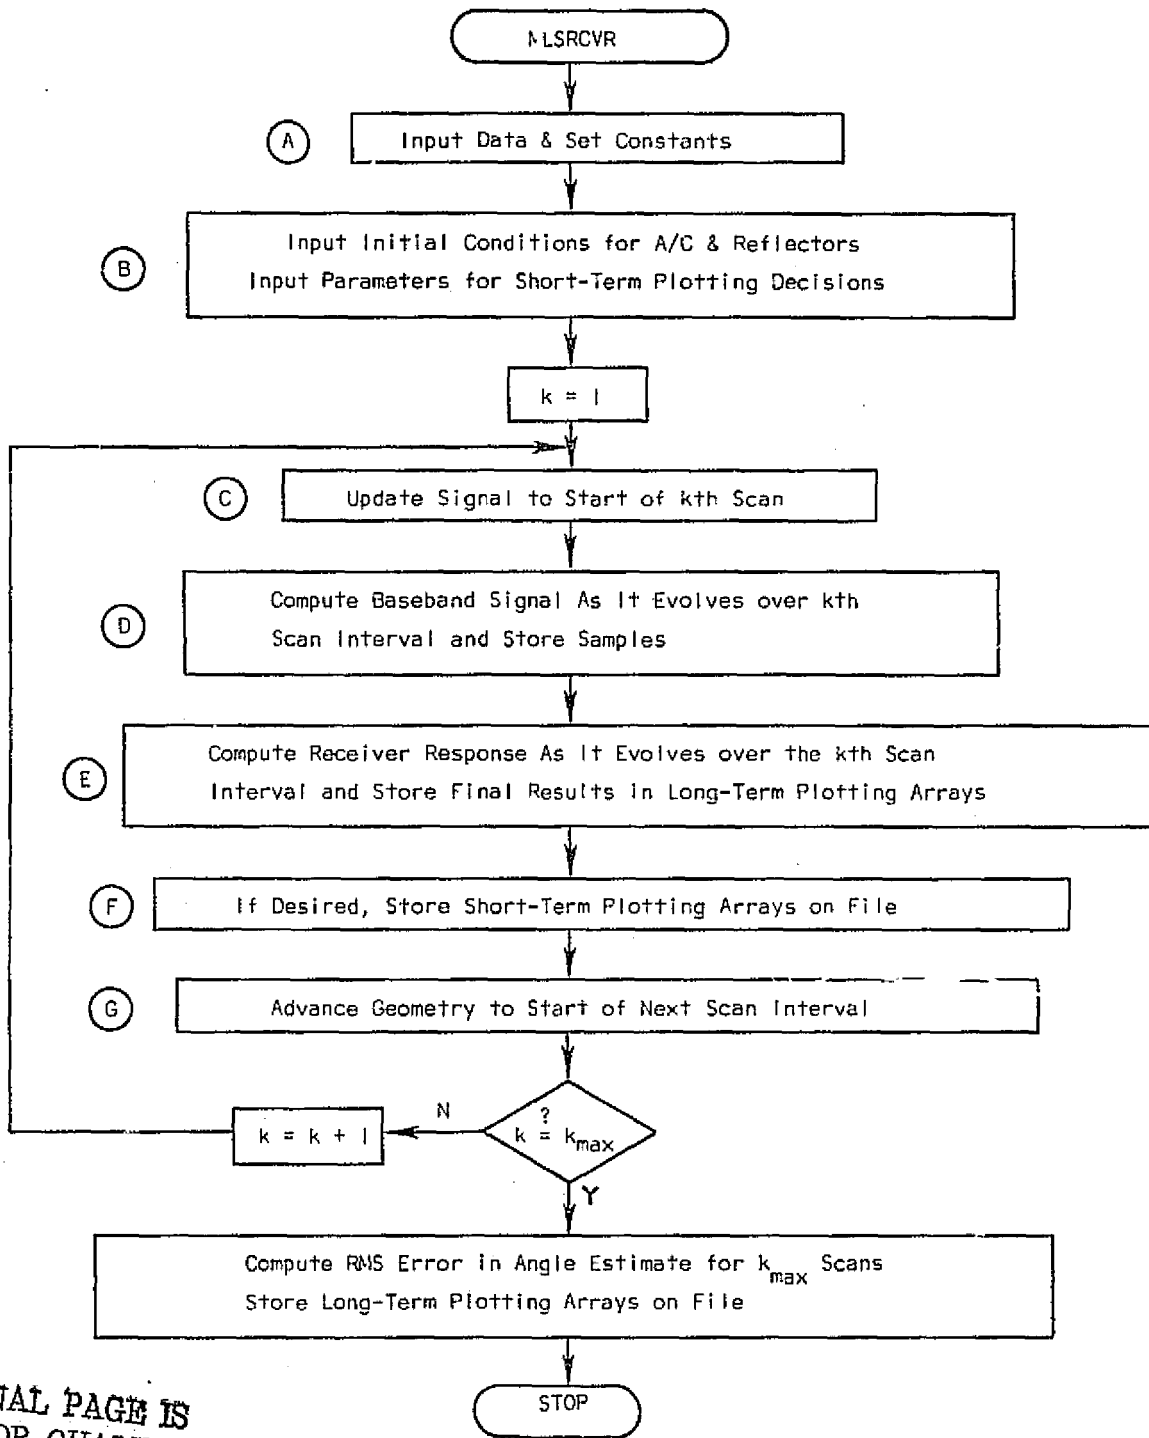 MLSRCVR
A
Input Data & Set Constants
B
Input Initial Conditions for A/C & Reflectors
Input Parameters for Short-Term Plotting Decisions
k = 1
C
Update Signal to Start of kth Scan
D
Compute Baseband Signal As It Evolves over kth
Scan Interval and Store Samples
E
Compute Receiver Response As It Evolves over the kth Scan
Interval and Store Final Results in Long-Term Plotting Arrays
F
If Desired, Store Short-Term Plotting Arrays on File
G
Advance Geometry to Start of Next Scan Interval
?
k = kmax
N
k = k + 1
Y
Compute RMS Error in Angle Estimate for kmax Scans
Store Long-Term Plotting Arrays on File
STOP
PAGE IS